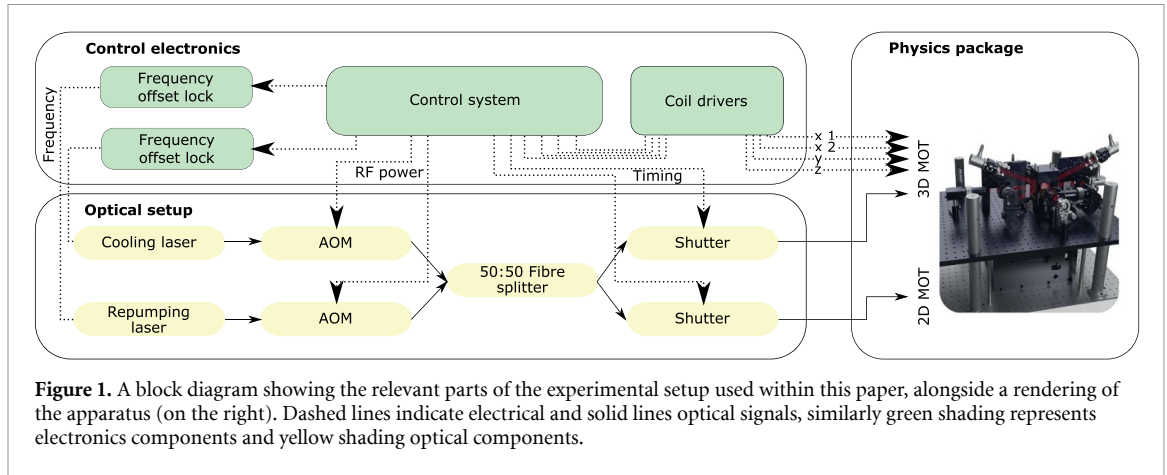 Control electronics
Physics package
Frequency
Frequency
offset lock
Control system
Coil drivers
Frequency
offset lock
x 1
x 2
y
z
3D MOT
RF power
Timing
Optical setup
Cooling laser
AOM
Shutter
50:50 Fibre
splitter
2D MOT
Repumping
laser
AOM
Shutter
Figure 1. A block diagram showing the relevant parts of the experimental setup used within this paper, alongside a rendering of
the apparatus (on the right). Dashed lines indicate electrical and solid lines optical signals, similarly green shading represents
electronics components and yellow shading optical components.